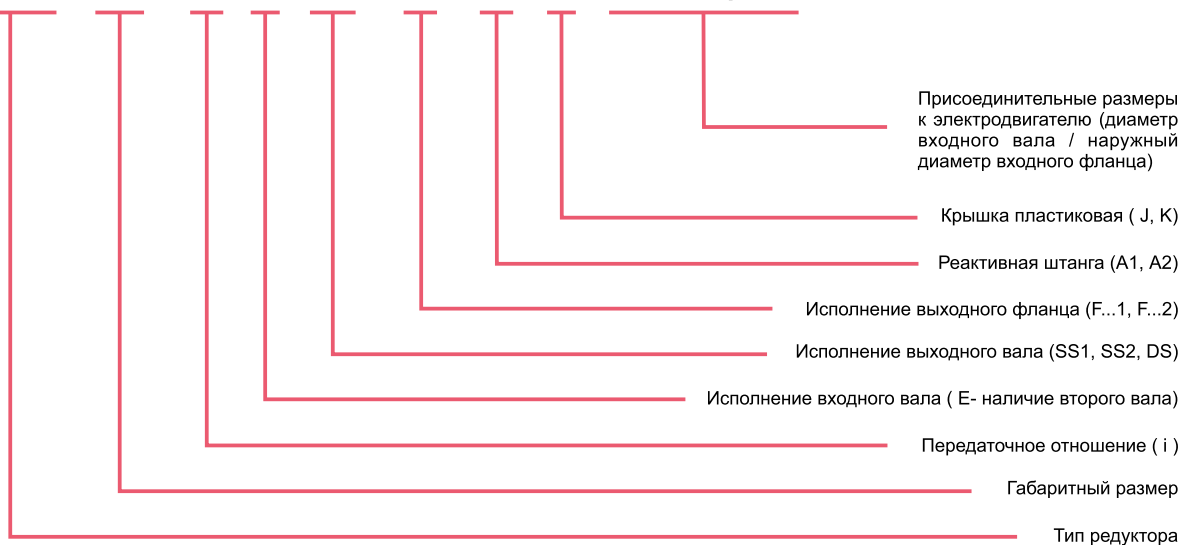 Присоединительные размеры
к электродвигателю (диаметр
входного вала / наружный
диаметр входного фланца)
Крышка пластиковая ( J, K)
Реактивная штанга (A1, A2)
Исполнение выходного фланца (F...1, F...2)
Исполнение выходного вала (SS1, SS2, DS)
Исполнение входного вала ( E- наличие второго вала)
Передаточное отношение ( i )
Габаритный размер
Тип редуктора